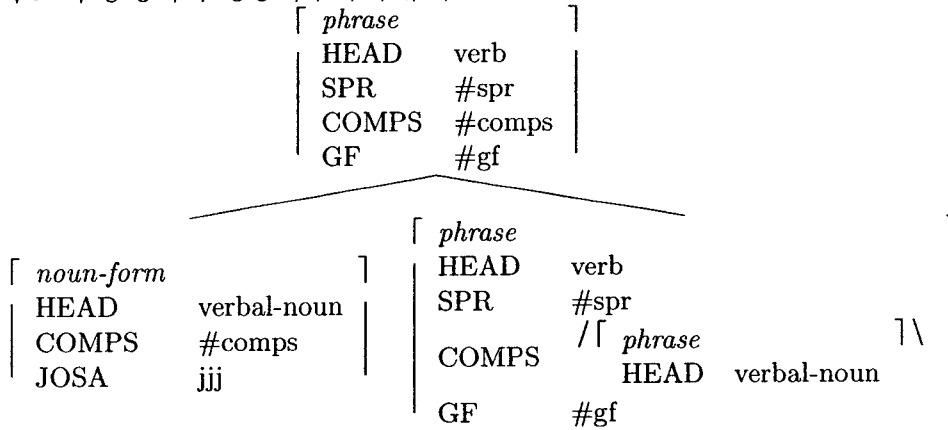 phrase
HEAD verb
SPR #spr
COMPS #comps
GF #gf
noun-form
HEAD verbal-noun
COMPS #comps
JOSA jjj
phrase
HEAD verb
SPR #spr
COMPS
phrase
HEAD verbal-noun
GF #gf